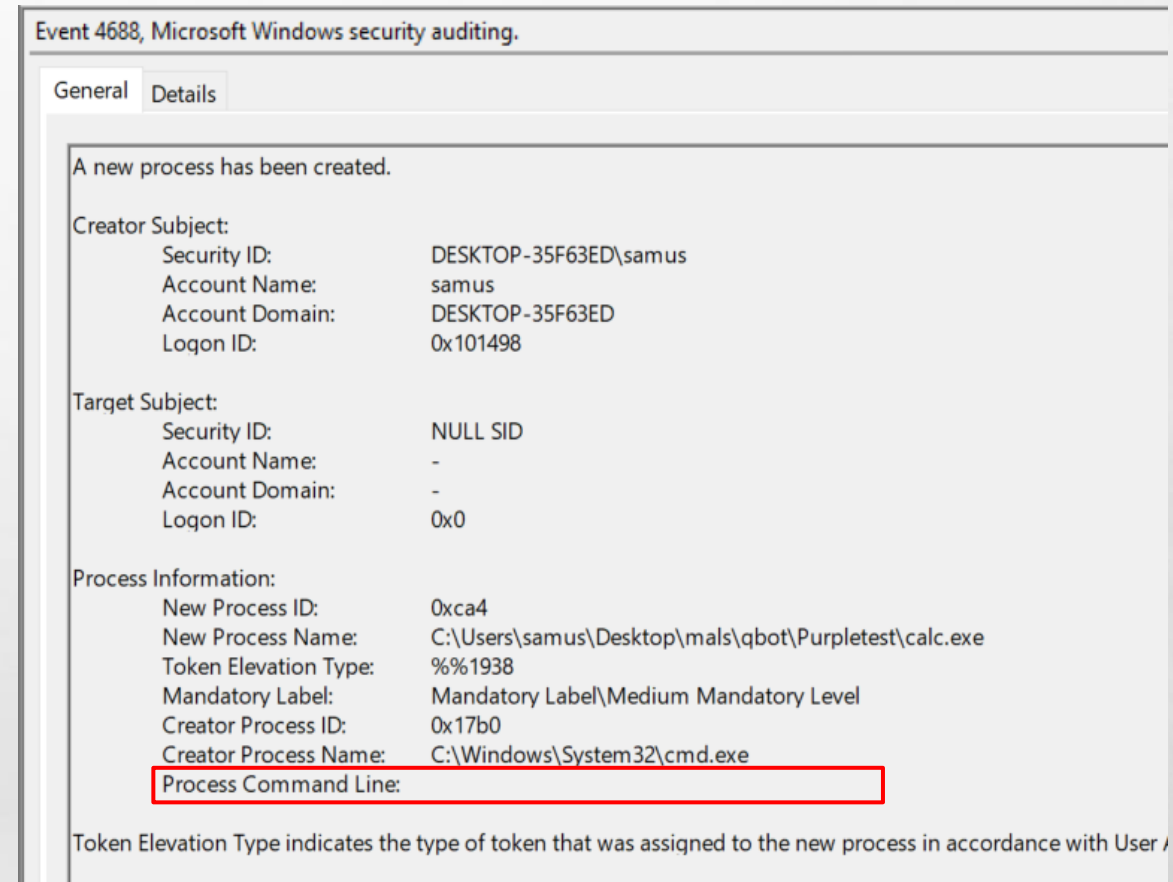 Event 4688, Microsoft Windows security auditing.
General Details
A new process has been created.
Creator Subject:
Security ID: DESKTOP-35F63ED\samus
Account Name: samus
Account Domain: DESKTOP-35F63ED
Logon ID: 0x101498
Target Subject:
Security ID: NULL SID
Account Name: -
Account Domain: -
Logon ID: 0x0
Process Information:
New Process ID: 0xca4
New Process Name: C:\Users\samus\Desktop\mals\qbot\Purpletest\calc.exe
Token Elevation Type: %%1938
Mandatory Label: Mandatory Label\Medium Mandatory Level
Creator Process ID: 0x17b0
Creator Process Name: C:\Windows\System32\cmd.exe
Process Command Line:
Token Elevation Type indicates the type of token that was assigned to the new process in accordance with User